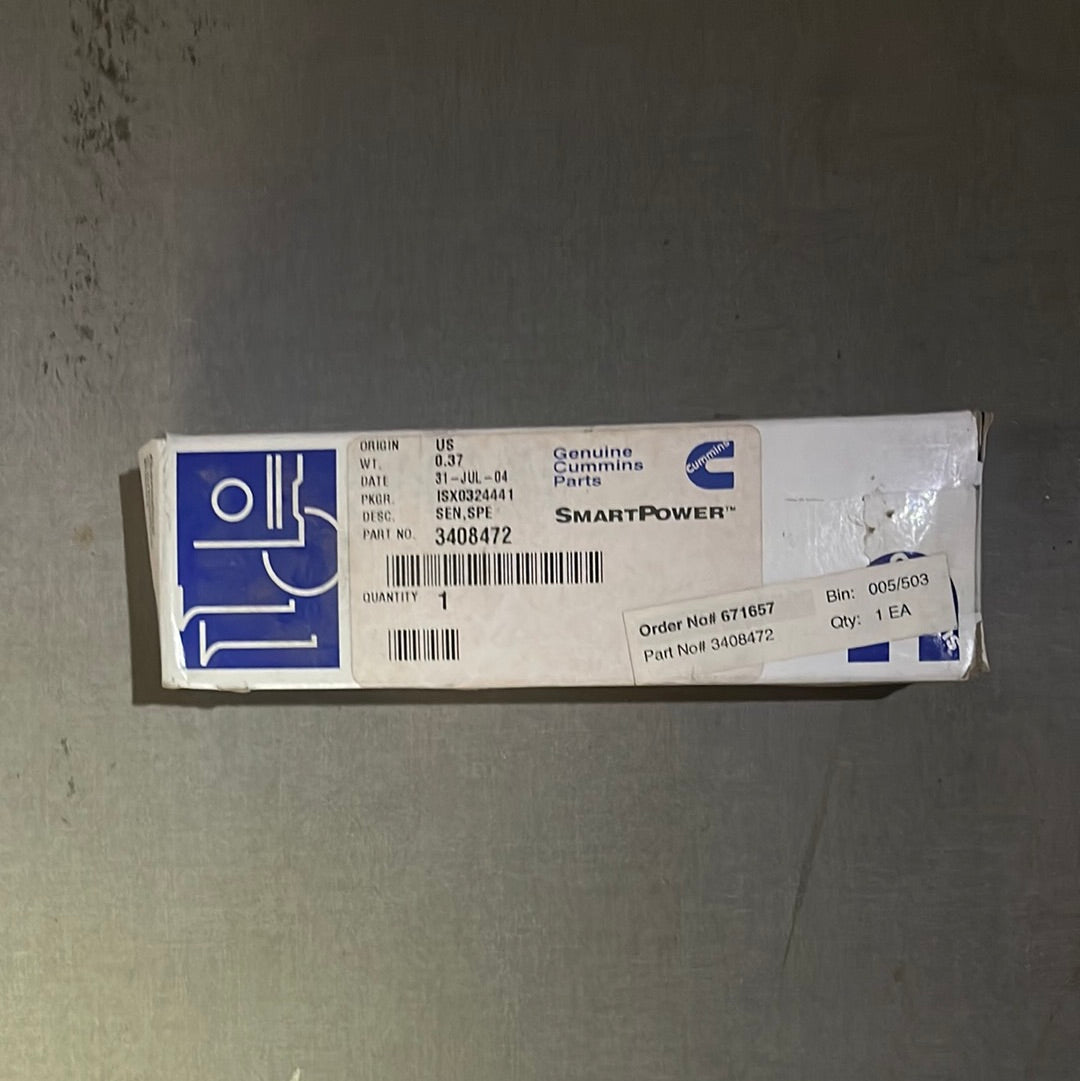 ORIGIN US
WT. 0.37
DATE 31-JUL-04
PKGR. ISX0324441
DESC. SEN,SPE
PART NO. 3408472
QUANTITY 1
Genuine
Cummins
Parts
Cummins
SMARTPOWER™
Order No# 671657
Part No# 3408472
Bin: 005/503
Qty: 1 EA